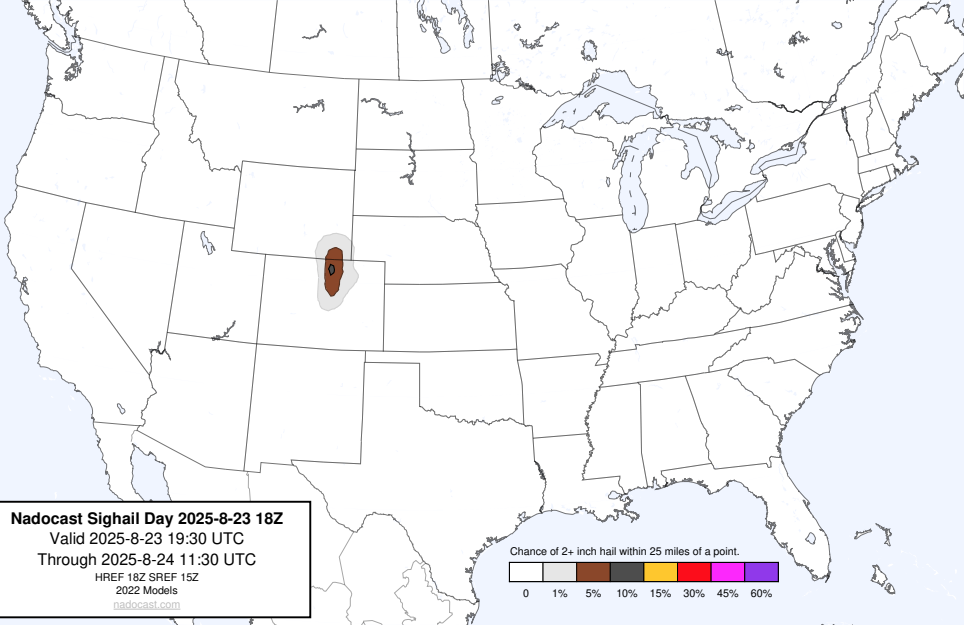 Nadocast Sighail Day 2025-8-23 18Z
Valid 2025-8-23 19:30 UTC
Through 2025-8-24 11:30 UTC
HREF 18Z SREF 15Z
2022 Models
nadocast.com
Chance of 2+ inch hail within 25 miles of a point.
0 1% 5% 10% 15% 30% 45% 60%